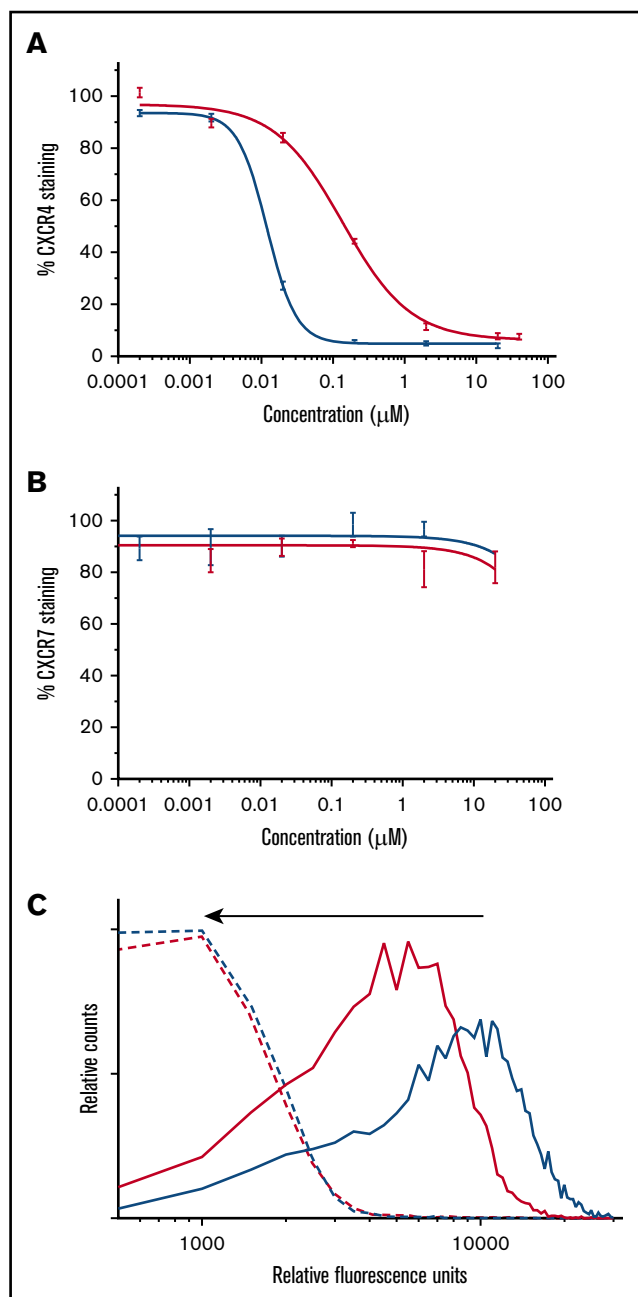 A
% CXCR4 staining
100
80
60
40
20
0
0.0001 0.001 0.01 0.1 1 10 100
Concentration (μM)
B
% CXCR7 staining
100
80
60
40
20
0
0.0001 0.001 0.01 0.1 1 10 100
Concentration (μM)
C
Relative counts
1000 10000
Relative fluorescence units